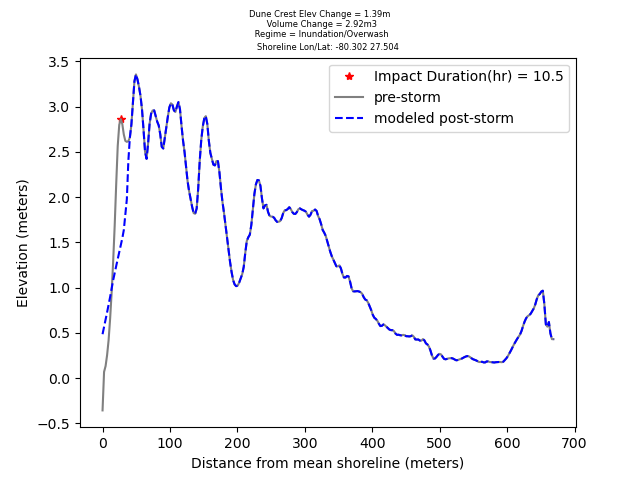 Dune Crest Elev Change = 1.39m
Volume Change = 2.92m3
Regime = Inundation/Overwash
Shoreline Lon/Lat: -80.302 27.504
Impact Duration(hr) = 10.5
pre-storm
modeled post-storm
3.5
3.0
2.5
2.0
1.5
1.0
0.5
0.0
−0.5
Elevation (meters)
0 100 200 300 400 500 600 700
Distance from mean shoreline (meters)